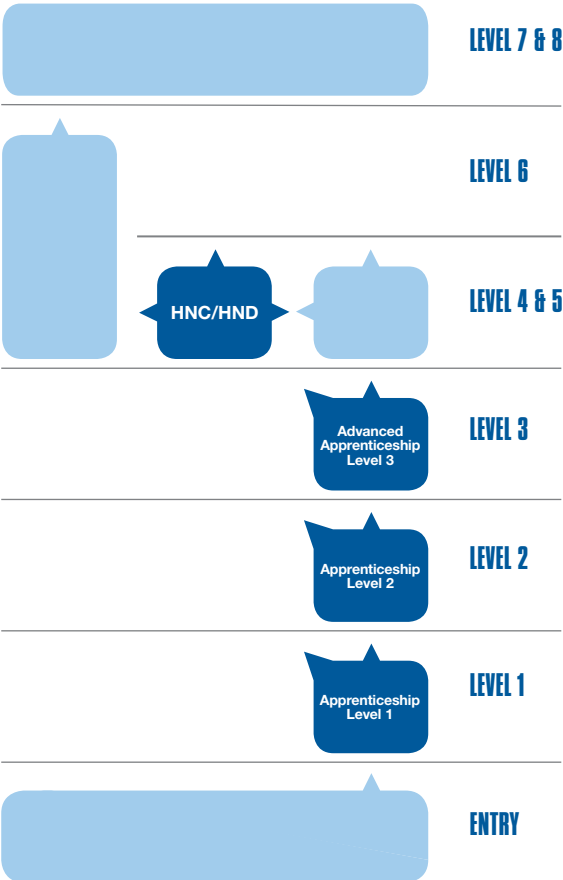 LEVEL 7 & 8
LEVEL 6
HNC/HND
LEVEL 4 & 5
Advanced
Apprenticeship
Level 3
LEVEL 3
Apprenticeship
Level 2
LEVEL 2
Apprenticeship
Level 1
LEVEL 1
ENTRY